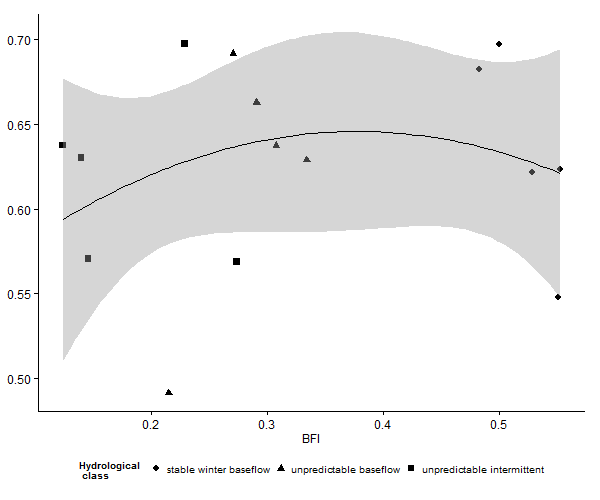 0.70
0.65
0.60
0.55
0.50
0.2 0.3 0.4 0.5
BFI
Hydrological
class
stable winter baseflow unpredictable baseflow unpredictable intermittent